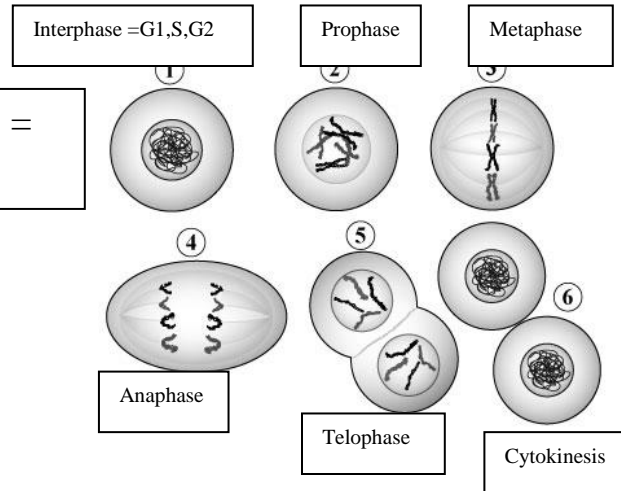 Interphase =G1,S,G2
Prophase
Metaphase
1
2
3
=
4
5
6
Anaphase
Telophase
Cytokinesis